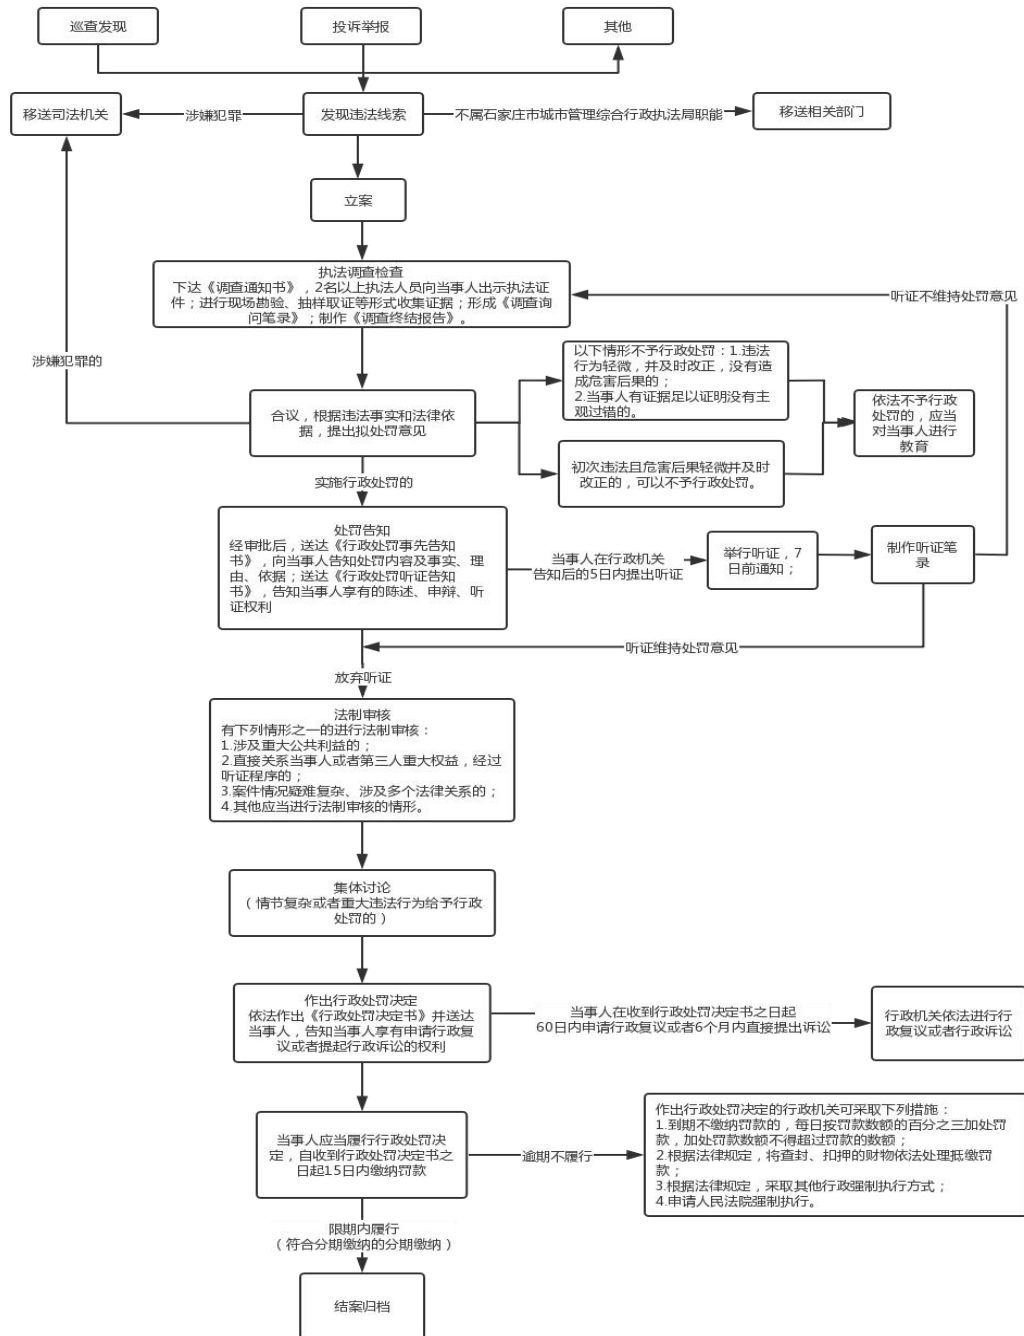 巡查发现
投诉举报
其他
移送司法机关
涉嫌犯罪
发现违法线索
不属石家庄市城市管理综合行政执法局职能
移送相关部门
立案
执法调查检查
下达《调查通知书》，2名以上执法人员向当事人出示执法证
件；进行现场勘验、抽样取证等形式收集证据；形成《调查询
问笔录》；制作《调查终结报告》。
听证不维持处罚意见
涉嫌犯罪的
合议，根据违法事实和法律依
据，提出拟处罚意见
以下情形不予行政处罚：1.违法
行为轻微，并及时改正，没有造
成危害后果的；
2.当事人有证据足以证明没有主
观过错的。
初次违法且危害后果轻微并及时
改正的，可以不予行政处罚。
依法不予行政
处罚的，应当
对当事人进行
教育
实施行政处罚的
处罚告知
经审批后，送达《行政处罚事先告知
书》，向当事人告知处罚内容及事实、理
由、依据；送达《行政处罚听证告知
书》，告知当事人享有的陈述、申辩、听
证权利
当事人在行政机关
告知后的5日内提出听证
举行听证，7
日前通知；
制作听证笔
录
听证维持处罚意见
放弃听证
法制审核
有下列情形之一的进行法制审核：
1.涉及重大公共利益的；
2.直接关系当事人或者第三人重大权益，经过
听证程序的；
3.案件情况疑难复杂、涉及多个法律关系的；
4.其他应当进行法制审核的情形。
集体讨论
（情节复杂或者重大违法行为给予行政
处罚的）
作出行政处罚决定
依法作出《行政处罚决定书》并送达
当事人，告知当事人享有申请行政复
议或者提起行政诉讼的权利
当事人在收到行政处罚决定书之日起
60日内申请行政复议或者6个月内直接提出诉讼
行政机关依法进行行
政复议或者行政诉讼
当事人应当履行行政处罚决
定，自收到行政处罚决定书之
日起15日内缴纳罚款
逾期不履行
作出行政处罚决定的行政机关可采取下列措施：
1.到期不缴纳罚款的，每日按罚款数额的百分之三加处罚
款，加处罚款数额不得超过罚款的数额；
2.根据法律规定，将查封、扣押的财物依法处理抵缴罚
款；
3.根据法律规定，采取其他行政强制执行方式；
4.申请人民法院强制执行。
限期内履行
（符合分期缴纳的分期缴纳）
结案归档